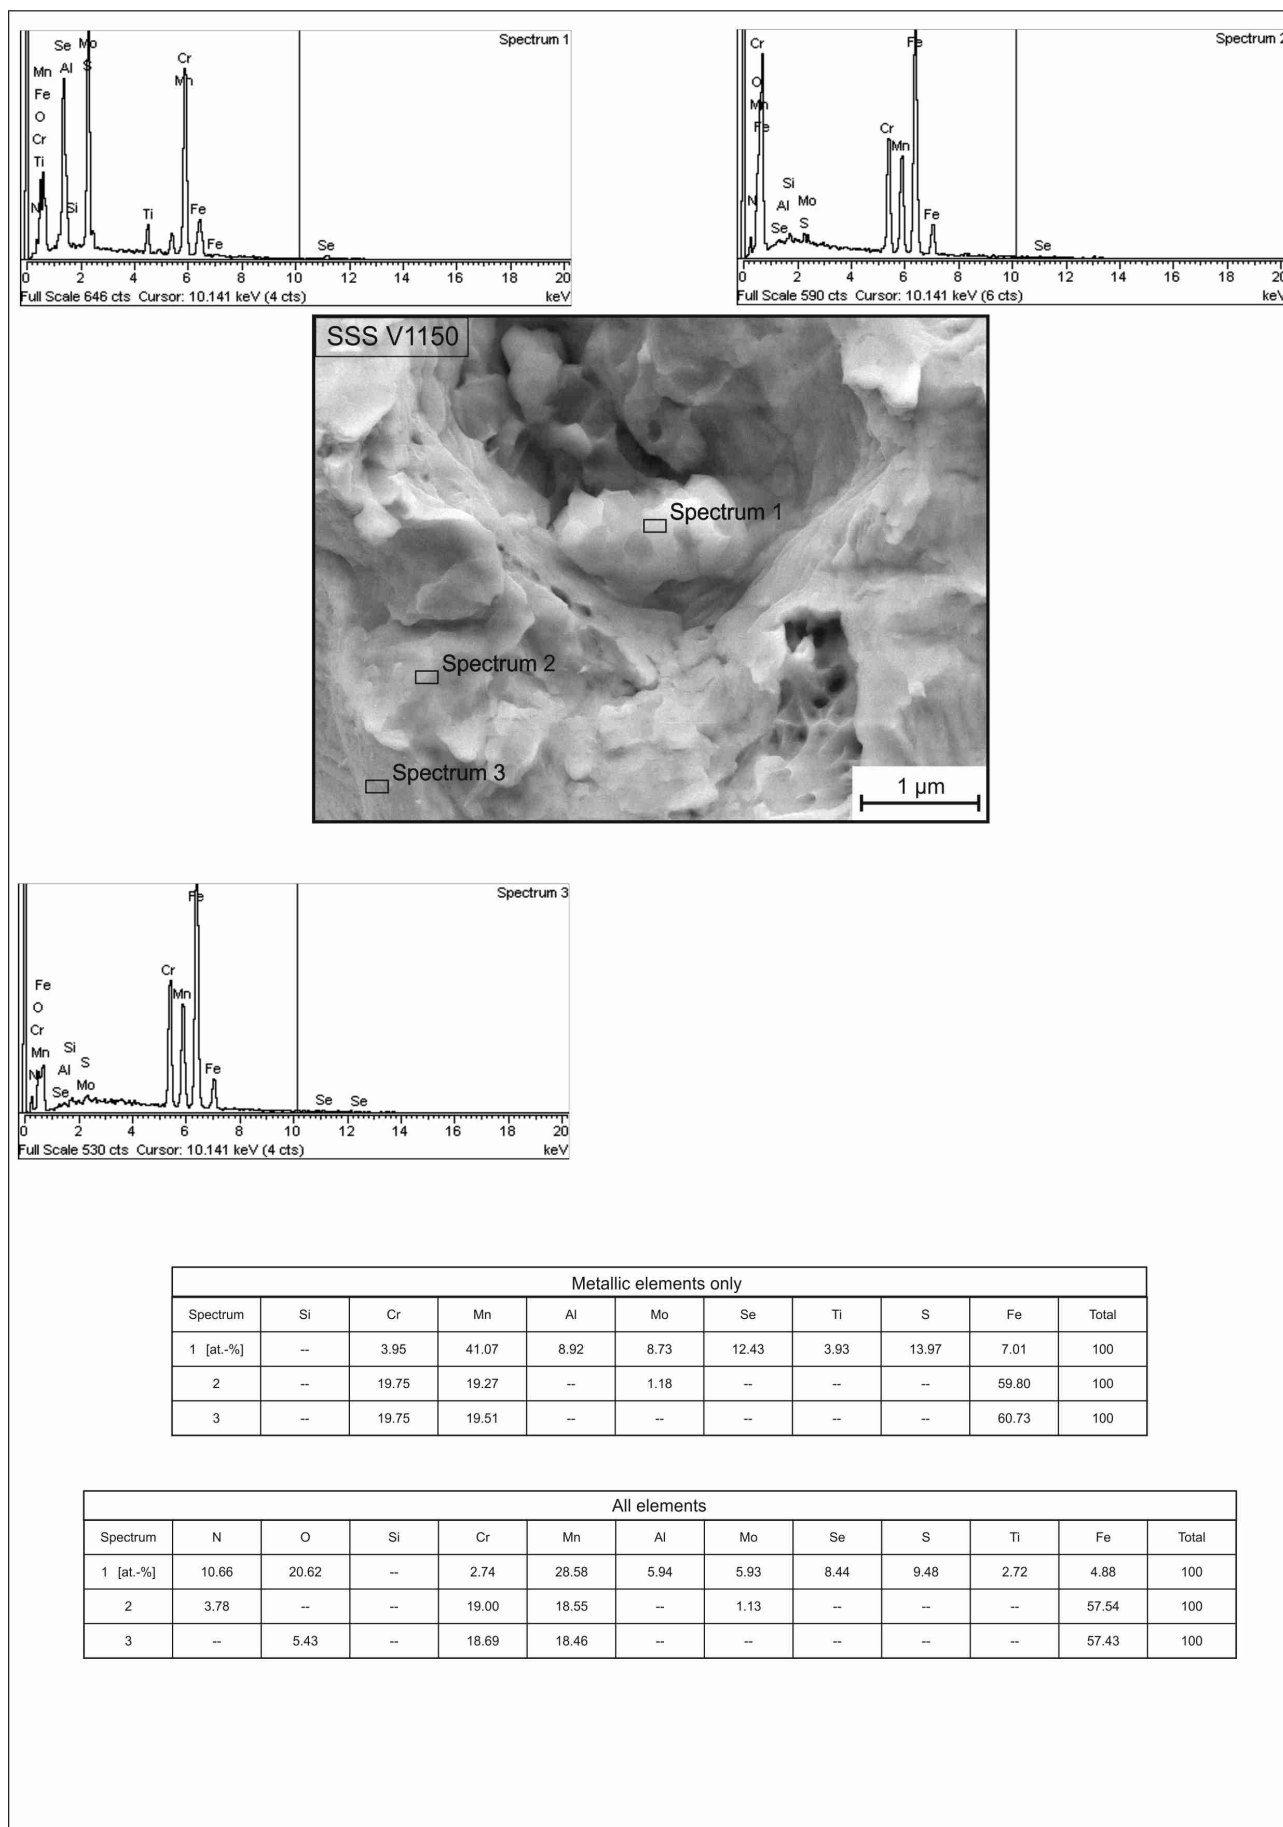 Spectrum 1
Se Mo
Cr
Mn Al S Mn
Fe
O
Cr
Ti
N Si Ti Fe
Fe Se
0 2 4 6 8 10 12 14 16 18 20
Full Scale 646 cts Cursor: 10.141 keV (4 cts) keV
Spectrum 2
Cr Fe
O
Mn
Fe Cr
Mn
Si
N Al Mo
Se S Fe
Se
0 2 4 6 8 10 12 14 16 18 20
Full Scale 590 cts Cursor: 10.141 keV (6 cts) keV
SSS V1150
Spectrum 1
Spectrum 2
Spectrum 3
1 µm
Spectrum 3
Fe
Cr
Fe Mn
O
Cr
Mn Si
N Al S Fe
Se Mo Se Se
0 2 4 6 8 10 12 14 16 18 20
Full Scale 530 cts Cursor: 10.141 keV (4 cts) keV
Metallic elements only
Spectrum Si Cr Mn Al Mo Se Ti S Fe Total
1 [at.-%] -- 3.95 41.07 8.92 8.73 12.43 3.93 13.97 7.01 100
2 -- 19.75 19.27 -- 1.18 -- -- -- 59.80 100
3 -- 19.75 19.51 -- -- -- -- -- 60.73 100
All elements
Spectrum N O Si Cr Mn Al Mo Se S Ti Fe Total
1 [at.-%] 10.66 20.62 -- 2.74 28.58 5.94 5.93 8.44 9.48 2.72 4.88 100
2 3.78 -- -- 19.00 18.55 -- 1.13 -- -- -- 57.54 100
3 -- 5.43 -- 18.69 18.46 -- -- -- -- -- 57.43 100